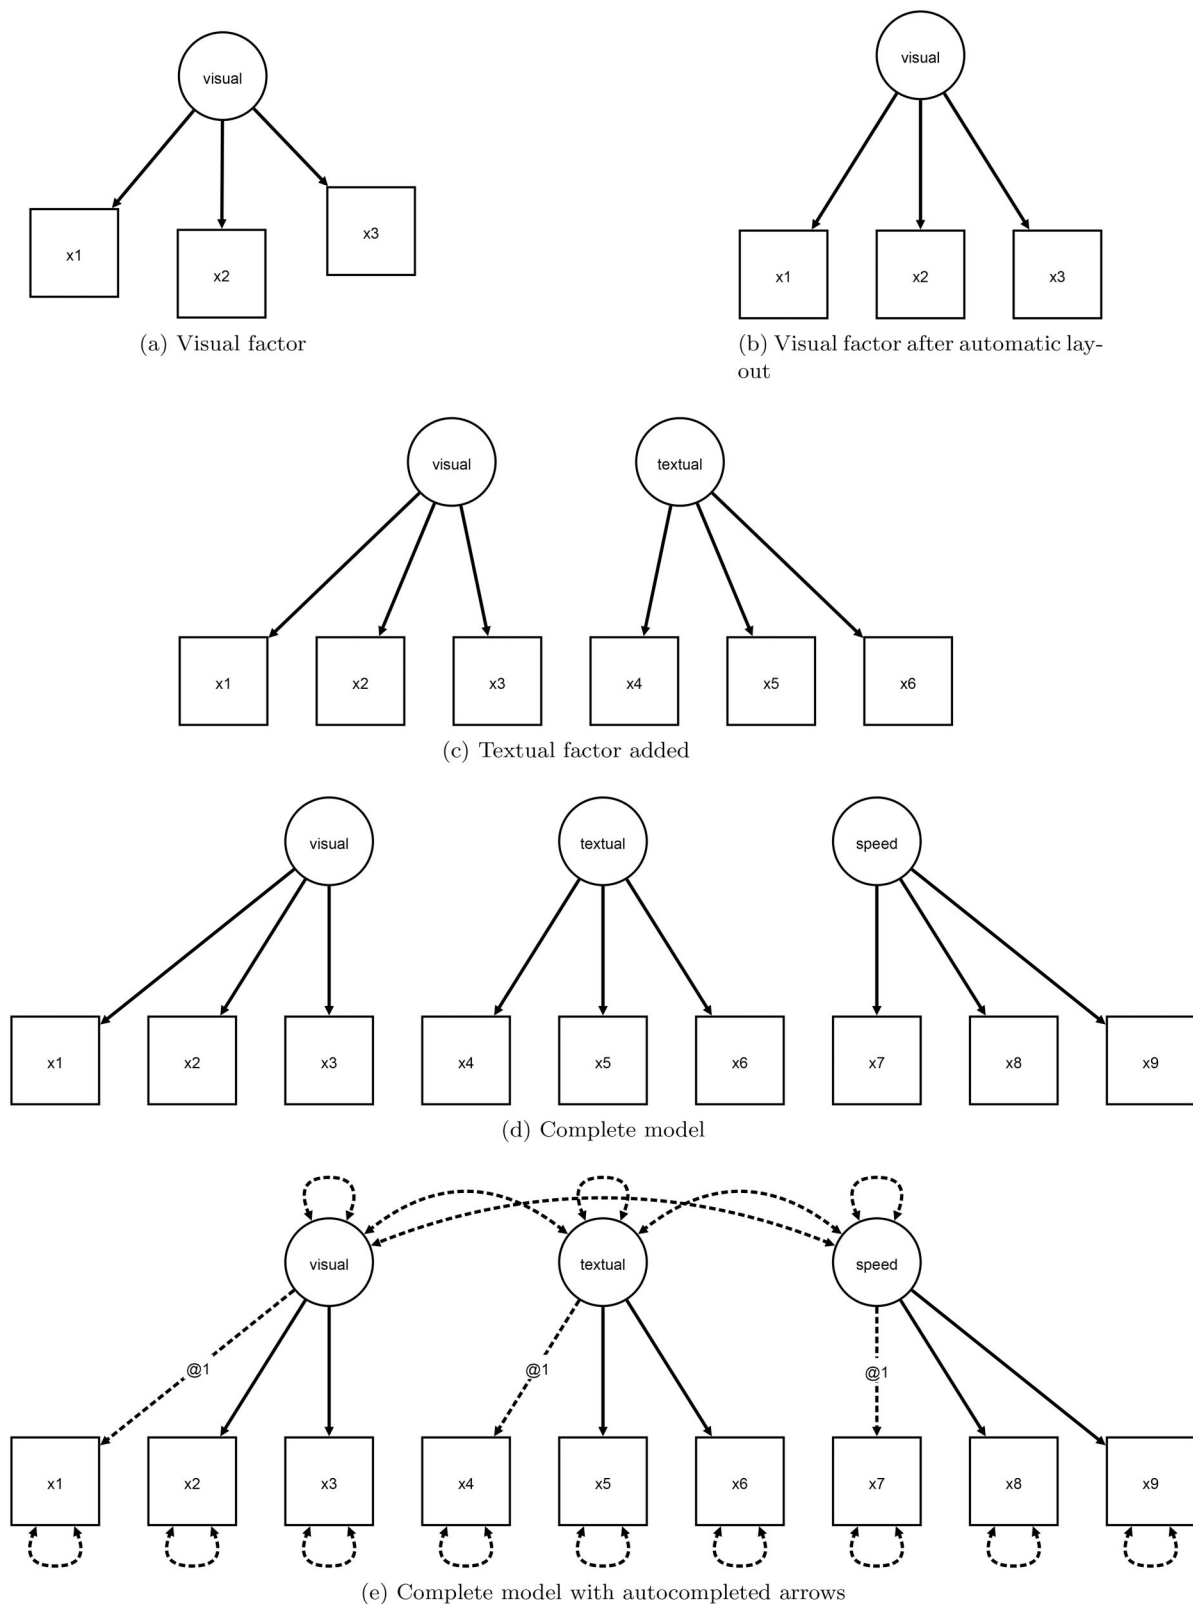 visual
visual
x1
x2
x3
x1
x2
x3
(a) Visual factor
(b) Visual factor after automatic lay-
out
visual
textual
x1
x2
x3
x4
x5
x6
(c) Textual factor added
visual
textual
speed
x1
x2
x3
x4
x5
x6
x7
x8
x9
(d) Complete model
visual
textual
speed
@1
@1
@1
x1
x2
x3
x4
x5
x6
x7
x8
x9
(e) Complete model with autocompleted arrows